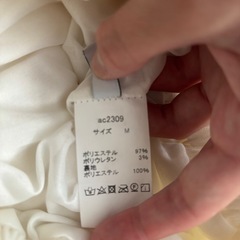 ac2309
サイズ M
ポリエステル 97%
ポリウレタン 3%
裏地
ポリエステル 100%